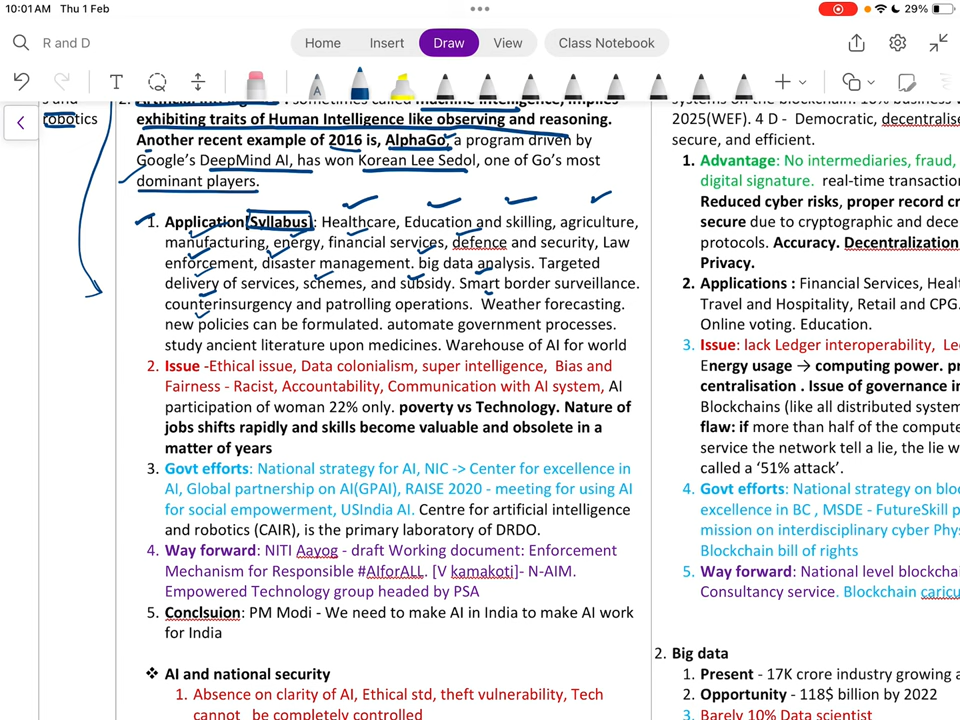 10:01 AM Thu 1 Feb
29%
R and D
Home Insert Draw View Class Notebook
s and
robotics
2.
exhibiting traits of Human Intelligence like observing and reasoning.
Another recent example of 2016 is, AlphaGo, a program driven by
Google's DeepMind AI, has won Korean Lee Sedol, one of Go's most
dominant players.
1. Application [Syllabus]: Healthcare, Education and skilling, agriculture,
manufacturing, energy, financial services, defence and security, Law
enforcement, disaster management. big data analysis. Targeted
delivery of services, schemes, and subsidy. Smart border surveillance.
counterinsurgency and patrolling operations. Weather forecasting.
new policies can be formulated. automate government processes.
study ancient literature upon medicines. Warehouse of AI for world
2. Issue -Ethical issue, Data colonialism, super intelligence, Bias and
Fairness - Racist, Accountability, Communication with AI system, AI
participation of woman 22% only. poverty vs Technology. Nature of
jobs shifts rapidly and skills become valuable and obsolete in a
matter of years
3. Govt efforts: National strategy for AI, NIC -> Center for excellence in
AI, Global partnership on AI(GPAI), RAISE 2020 - meeting for using AI
for social empowerment, USIndia AI. Centre for artificial intelligence
and robotics (CAIR), is the primary laboratory of DRDO.
4. Way forward: NITI Aayog - draft Working document: Enforcement
Mechanism for Responsible #AIforALL. [V kamakoti]- N-AIM.
Empowered Technology group headed by PSA
5. Conclsuion: PM Modi - We need to make AI in India to make AI work
for India
❖ AI and national security
1. Absence on clarity of AI, Ethical std, theft vulnerability, Tech
cannot be completely controlled
2025(WEF). 4 D - Democratic, decentralise
secure, and efficient.
1. Advantage: No intermediaries, fraud,
digital signature. real-time transaction
Reduced cyber risks, proper record cr
secure due to cryptographic and dece
protocols. Accuracy. Decentralization
Privacy.
2. Applications : Financial Services, Heal
Travel and Hospitality, Retail and CPG.
Online voting. Education.
3. Issue: lack Ledger interoperability, Le
Energy usage → computing power. pr
centralisation . Issue of governance in
Blockchains (like all distributed system
flaw: if more than half of the compute
service the network tell a lie, the lie w
called a '51% attack'.
4. Govt efforts: National strategy on bloc
excellence in BC , MSDE - FutureSkill p
mission on interdisciplinary cyber Phy
Blockchain bill of rights
5. Way forward: National level blockchai
Consultancy service. Blockchain caricu
2. Big data
1. Present - 17K crore industry growing a
2. Opportunity - 118$ billion by 2022
3. Barely 10% Data scientist